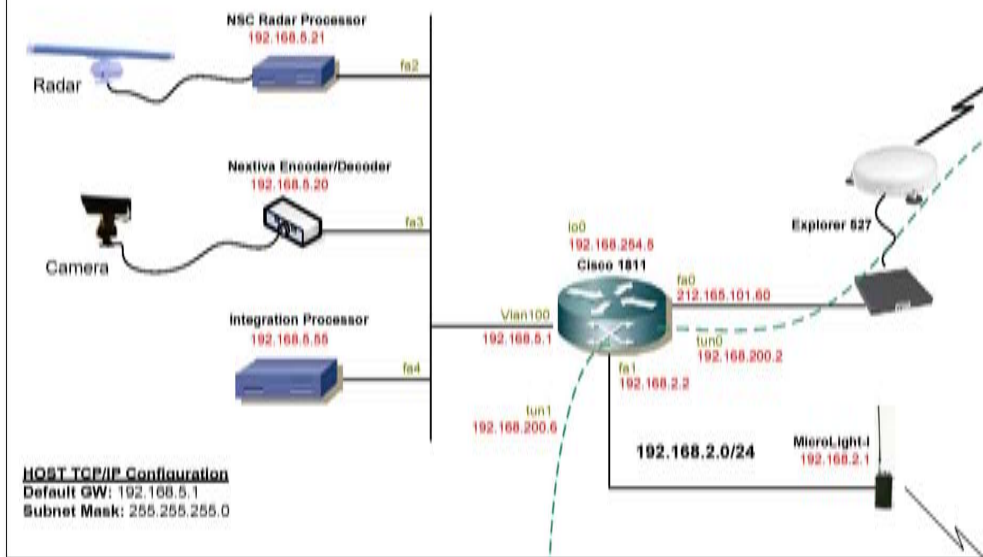 NSC Radar Processor
192.168.5.21
fa2
Radar
Nextiva Encoder/Decoder
192.168.5.20
fa3
Camera
Integration Processor
192.168.5.55
fa4
lo0
192.168.254.5
Cisco 1811
Vlan100
192.168.5.1
fa0
212.165.101.60
tun0
192.168.200.2
fa1
192.168.2.2
tun1
192.168.200.6
Explorer 527
192.168.2.0/24
MicroLight-I
192.168.2.1
HOST TCP/IP Configuration
Default GW: 192.168.5.1
Subnet Mask: 255.255.255.0